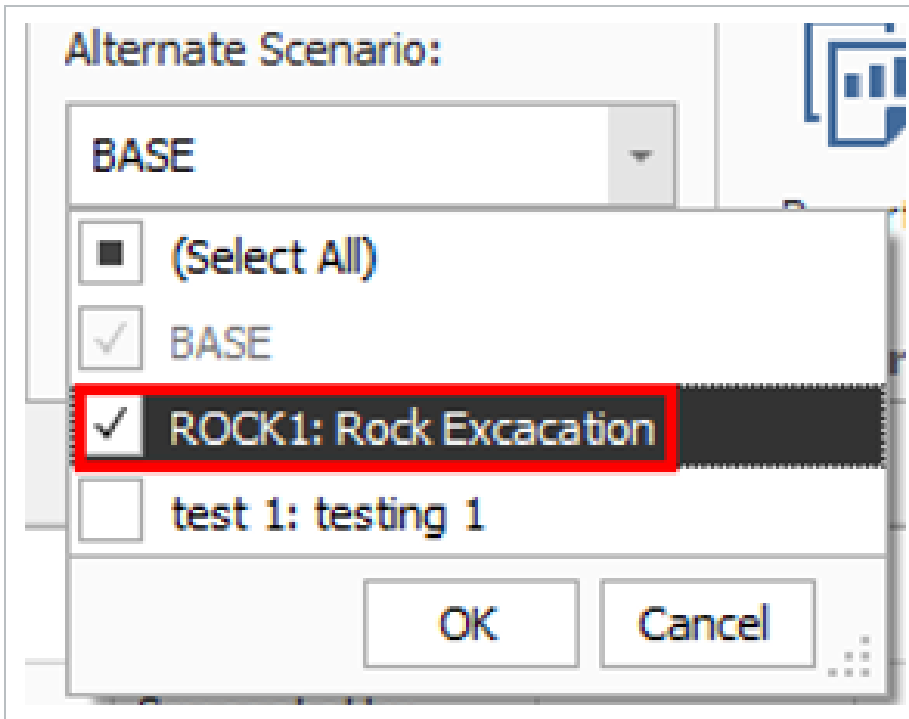 Alternate Scenario:
BASE
(Select All)
BASE
ROCK1: Rock Excacation
test 1: testing 1
OK
Cancel